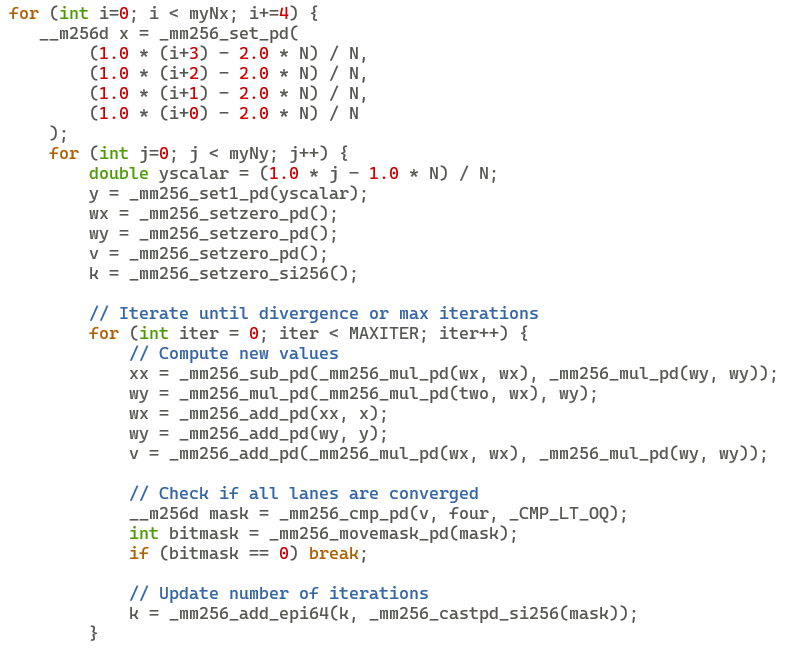 for (int i=0; i < myNx; i+=4) {
   __m256d x = _mm256_set_pd(
        (1.0 * (i+3) - 2.0 * N) / N,
        (1.0 * (i+2) - 2.0 * N) / N,
        (1.0 * (i+1) - 2.0 * N) / N,
        (1.0 * (i+0) - 2.0 * N) / N
    );
    for (int j=0; j < myNy; j++) {
        double yscalar = (1.0 * j - 1.0 * N) / N;
        y = _mm256_set1_pd(yscalar);
        wx = _mm256_setzero_pd();
        wy = _mm256_setzero_pd();
        v = _mm256_setzero_pd();
        k = _mm256_setzero_si256();

        // Iterate until divergence or max iterations
        for (int iter = 0; iter < MAXITER; iter++) {
            // Compute new values
            xx = _mm256_sub_pd(_mm256_mul_pd(wx, wx), _mm256_mul_pd(wy, wy));
            wy = _mm256_mul_pd(_mm256_mul_pd(two, wx), wy);
            wx = _mm256_add_pd(xx, x);
            wy = _mm256_add_pd(wy, y);
            v = _mm256_add_pd(_mm256_mul_pd(wx, wx), _mm256_mul_pd(wy, wy));

            // Check if all lanes are converged
            __m256d mask = _mm256_cmp_pd(v, four, _CMP_LT_OQ);
            int bitmask = _mm256_movemask_pd(mask);
            if (bitmask == 0) break;

            // Update number of iterations
            k = _mm256_add_epi64(k, _mm256_castpd_si256(mask));
        }